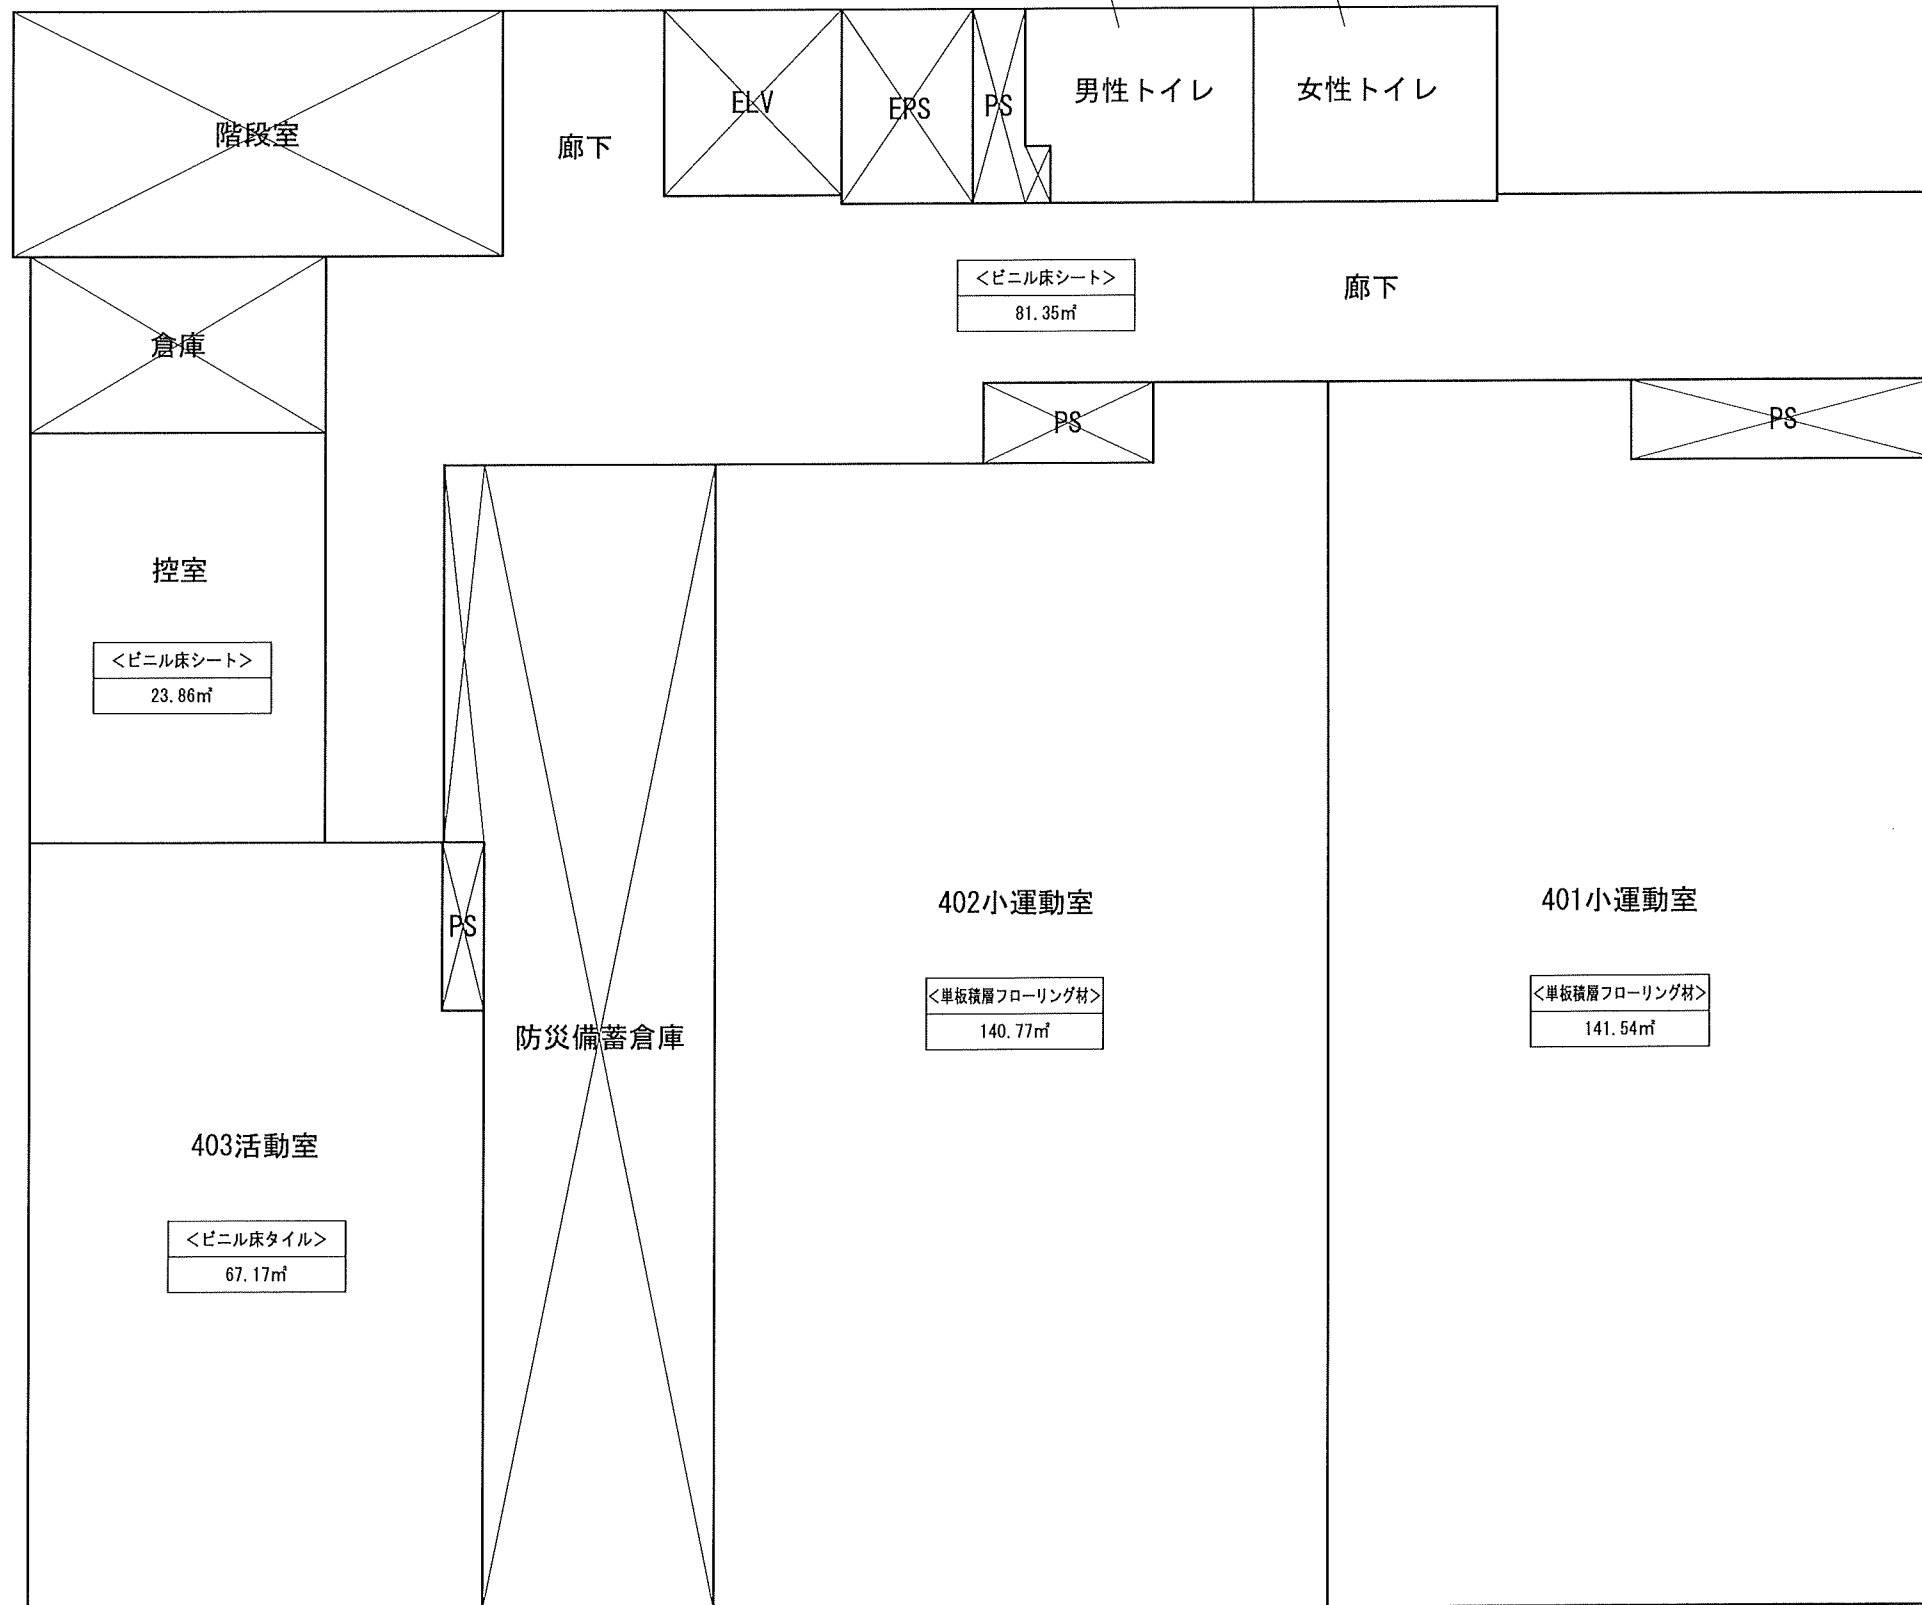 階段室
廊下
ELV
EPS
PS
男性トイレ
女性トイレ
<ビニル床シート>
81.35㎡
廊下
倉庫
PS
PS
控室
<ビニル床シート>
23.86㎡
PS
402小運動室
401小運動室
<単板積層フローリング材>
140.77㎡
<単板積層フローリング材>
141.54㎡
防災備蓄倉庫
403活動室
<ビニル床タイル>
67.17㎡